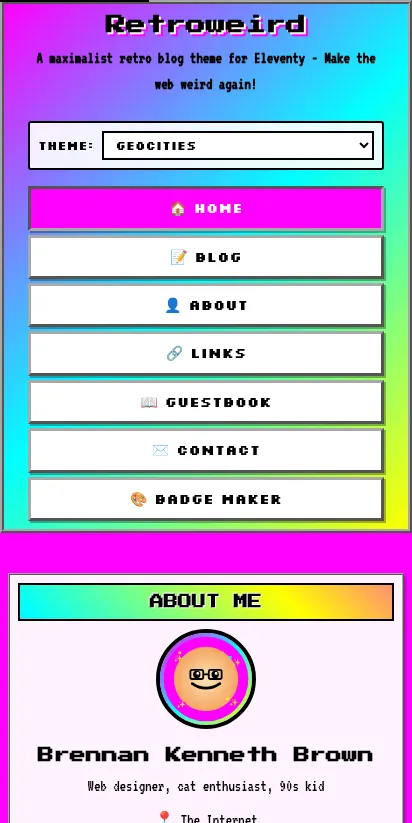 Retroweird
A maximalist retro blog theme for Eleventy - Make the
web weird again!
THEME: GEOCITIES
🏠 HOME
📝 BLOG
👤 ABOUT
🔗 LINKS
📖 GUESTBOOK
✉️ CONTACT
🎨 BADGE MAKER
ABOUT ME
Brennan Kenneth Brown
Web designer, cat enthusiast, 90s kid
📍 The Internet